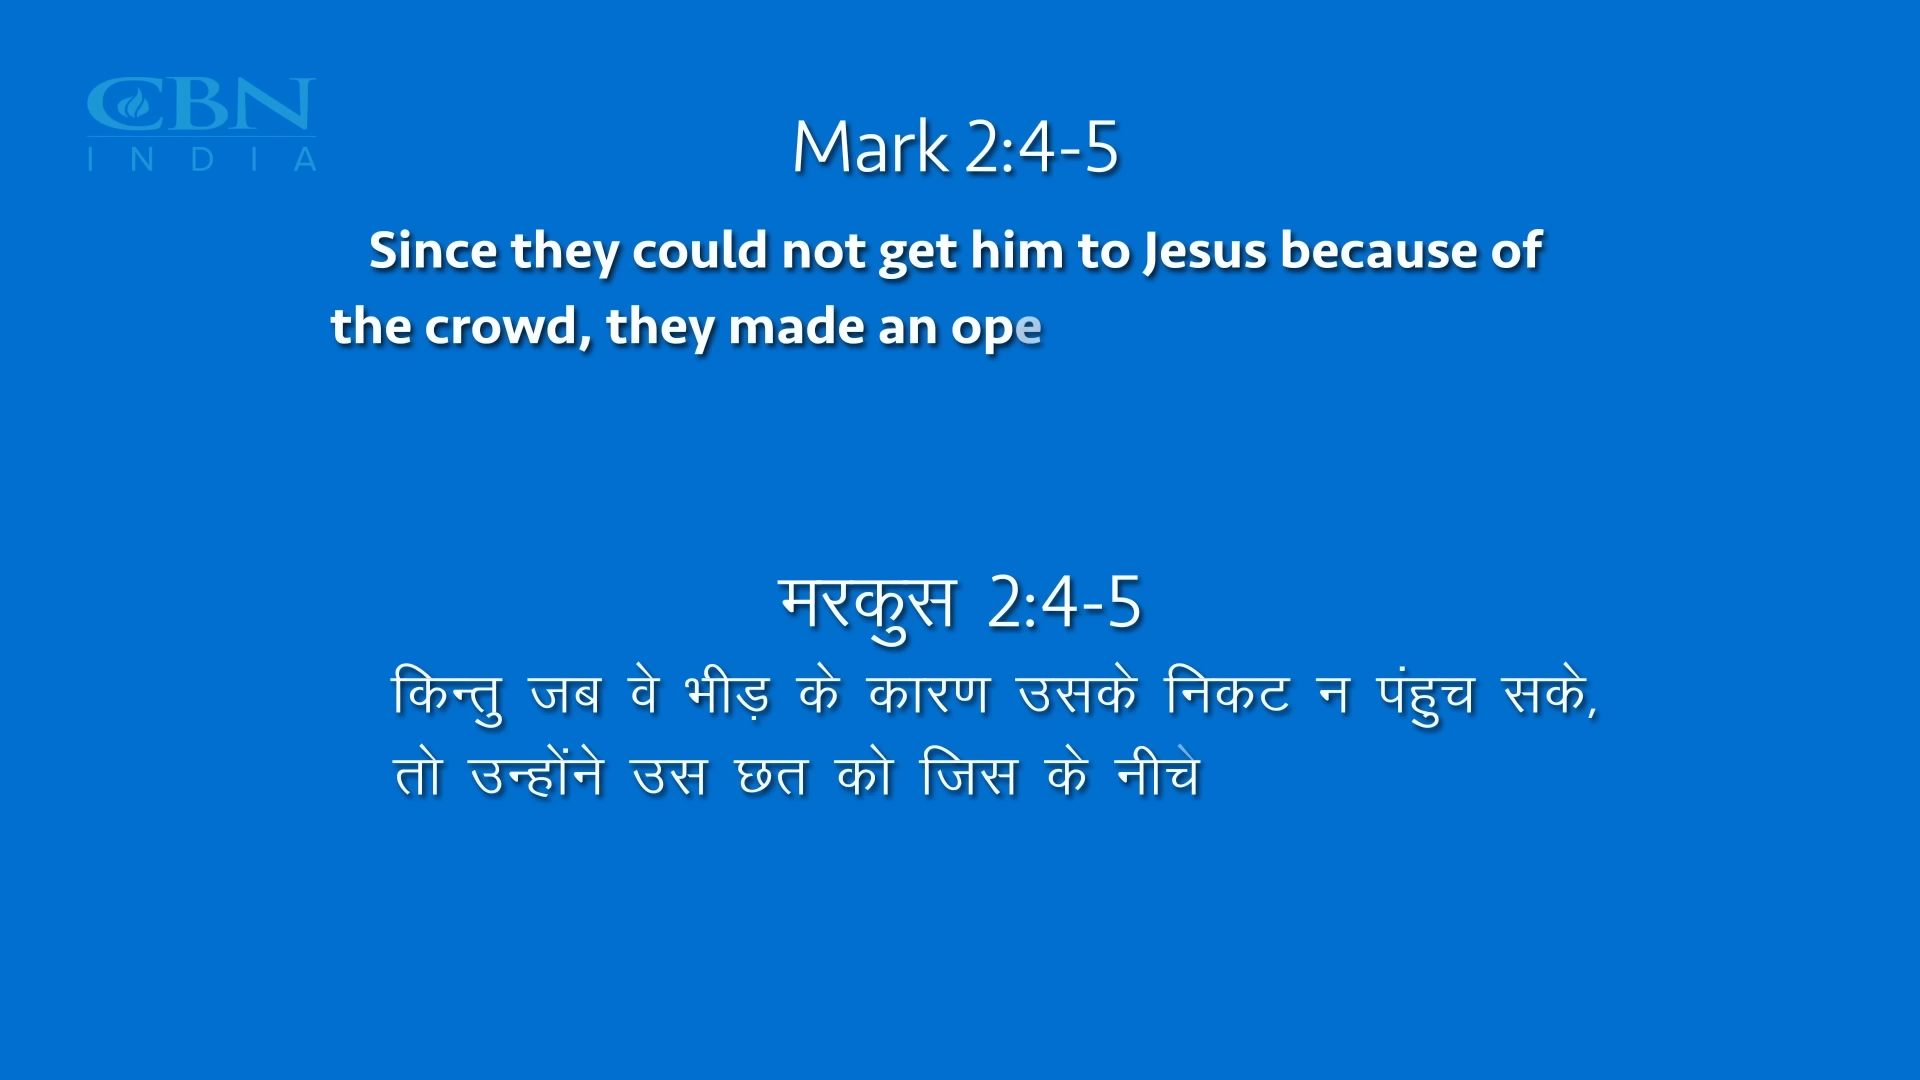 CBN
INDIA
Mark 2:4-5
Since they could not get him to Jesus because of
the crowd, they made an ope
मरकुस 2:4-5
किन्तु जब वे भीड़ के कारण उसके निकट न पंहुच सके,
तो उन्होंने उस छत को जिस के नीचे